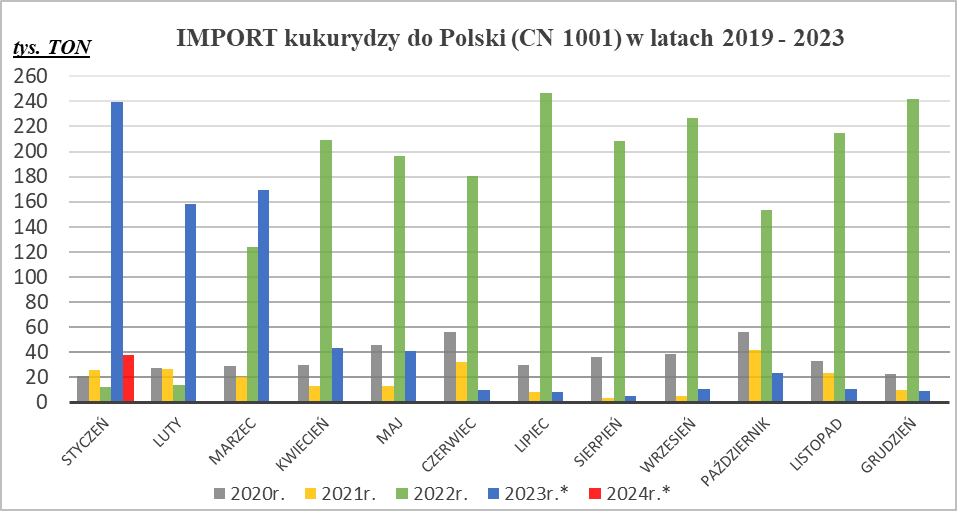 IMPORT kukurydzy do Polski (CN 1001) w latach 2019 - 2023
tys. TON
260
240
220
200
180
160
140
120
100
80
60
40
20
0
STYCZEŃ
LUTY
MARZEC
KWIECIEŃ
MAJ
CZERWIEC
LIPIEC
SIERPIEŃ
WRZESIEŃ
PAŹDZIERNIK
LISTOPAD
GRUDZIEŃ
2020r. 2021r. 2022r. 2023r.* 2024r.*